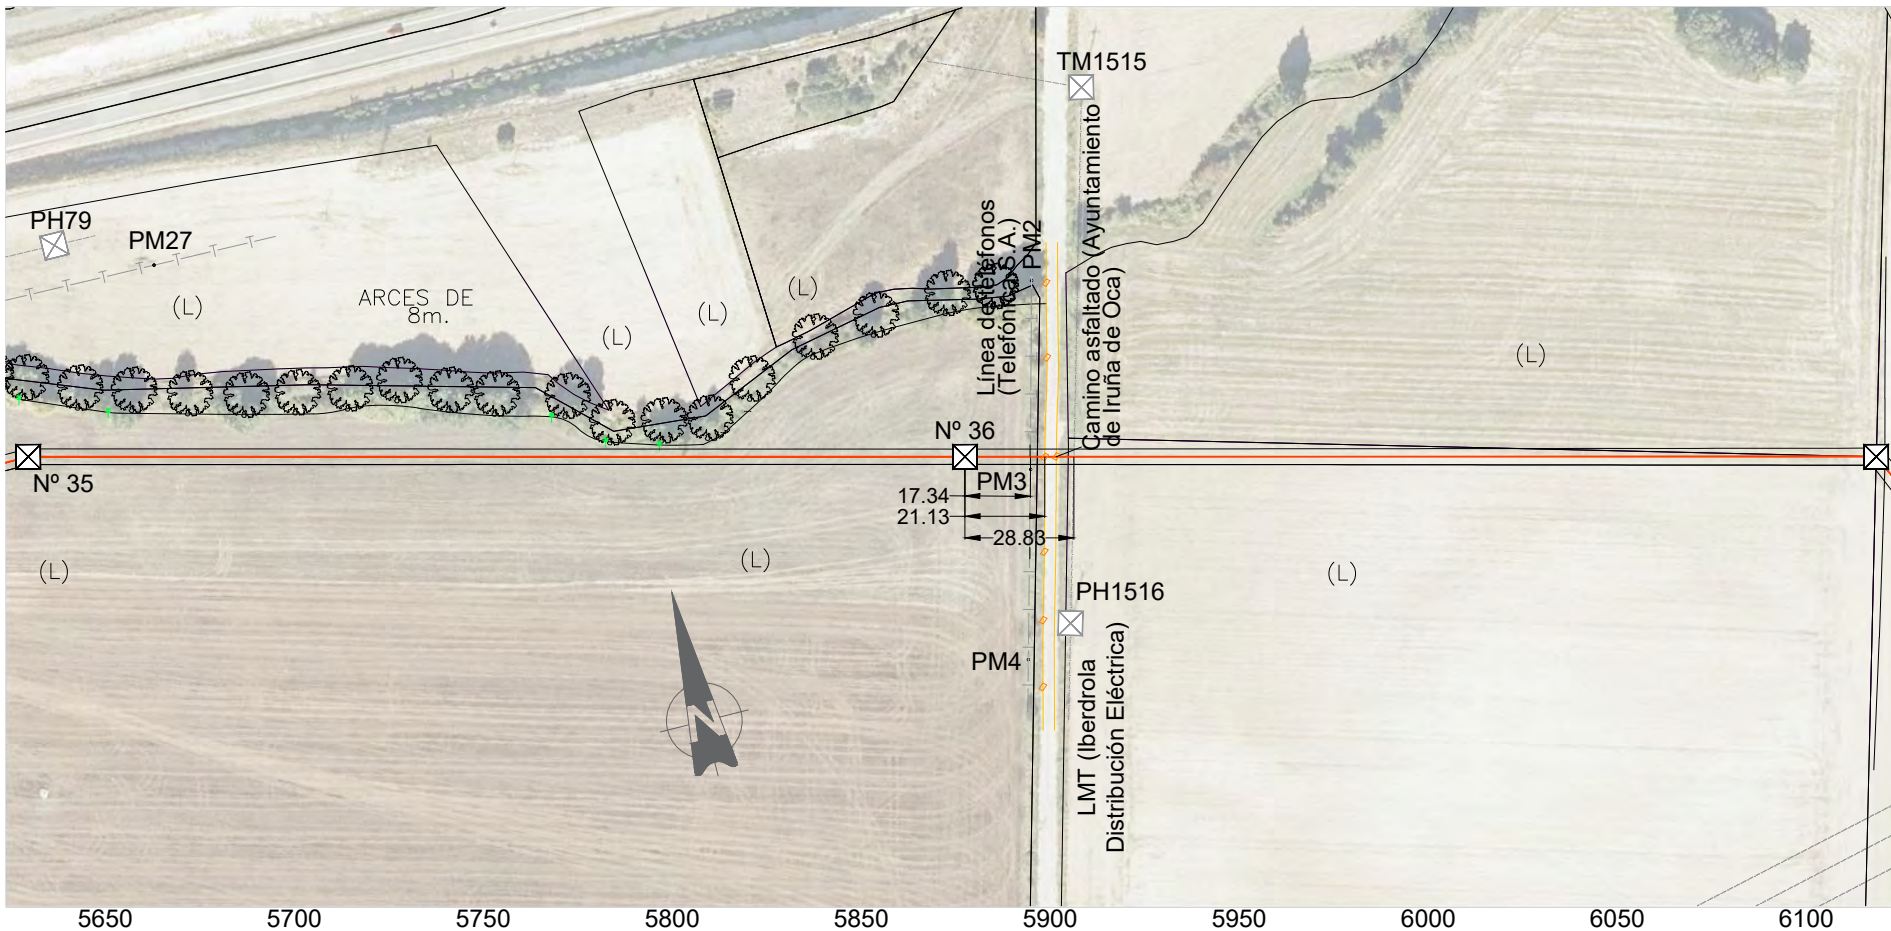 TM1515
Camino asfaltado (Ayuntamiento
de Iruña de Oca)
Línea de teléfonos
(Telefónica S.A.)
PM2
PH79
PM27
(L)
ARCES DE
8m.
(L)
(L)
(L)
(L)
Nº 36
Nº 35
PM3
17.34
21.13
28.83
(L)
(L)
(L)
PH1516
PM4
LMT (Iberdrola
Distribución Eléctrica)
5650 5700 5750 5800 5850 5900 5950 6000 6050 6100